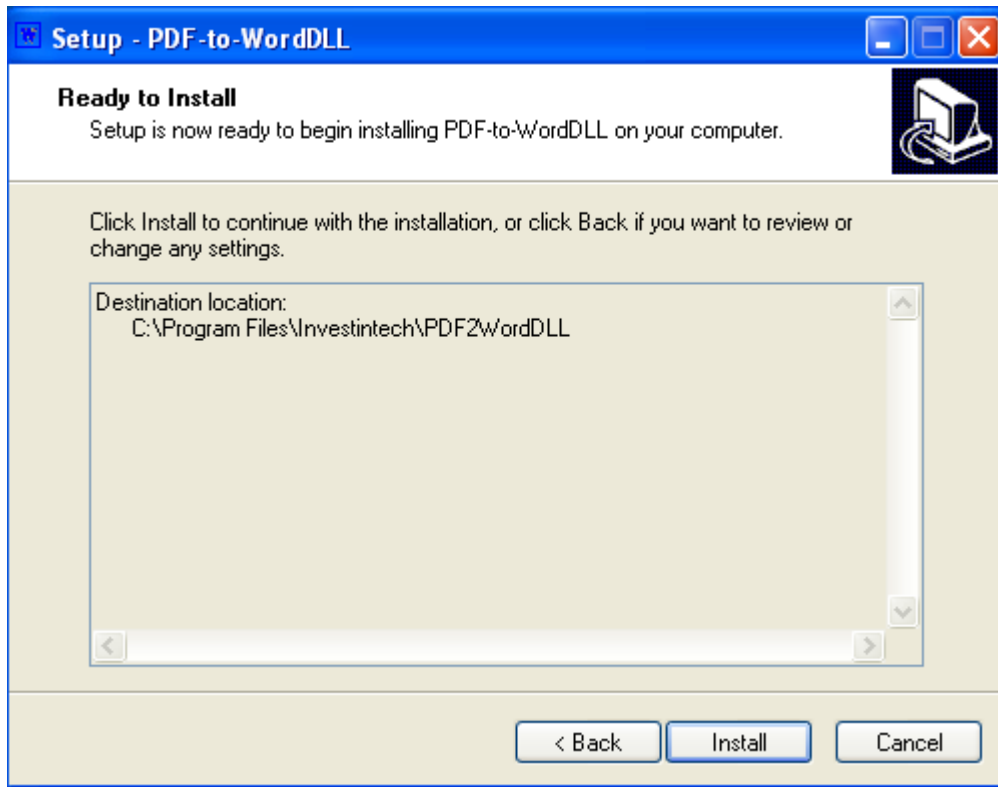 Setup - PDF-to-WordDLL
Ready to Install
Setup is now ready to begin installing PDF-to-WordDLL on your computer.
Click Install to continue with the installation, or click Back if you want to review or
change any settings.
Destination location:
C:\Program Files\Investintech\PDF2WordDLL
< Back
Install
Cancel